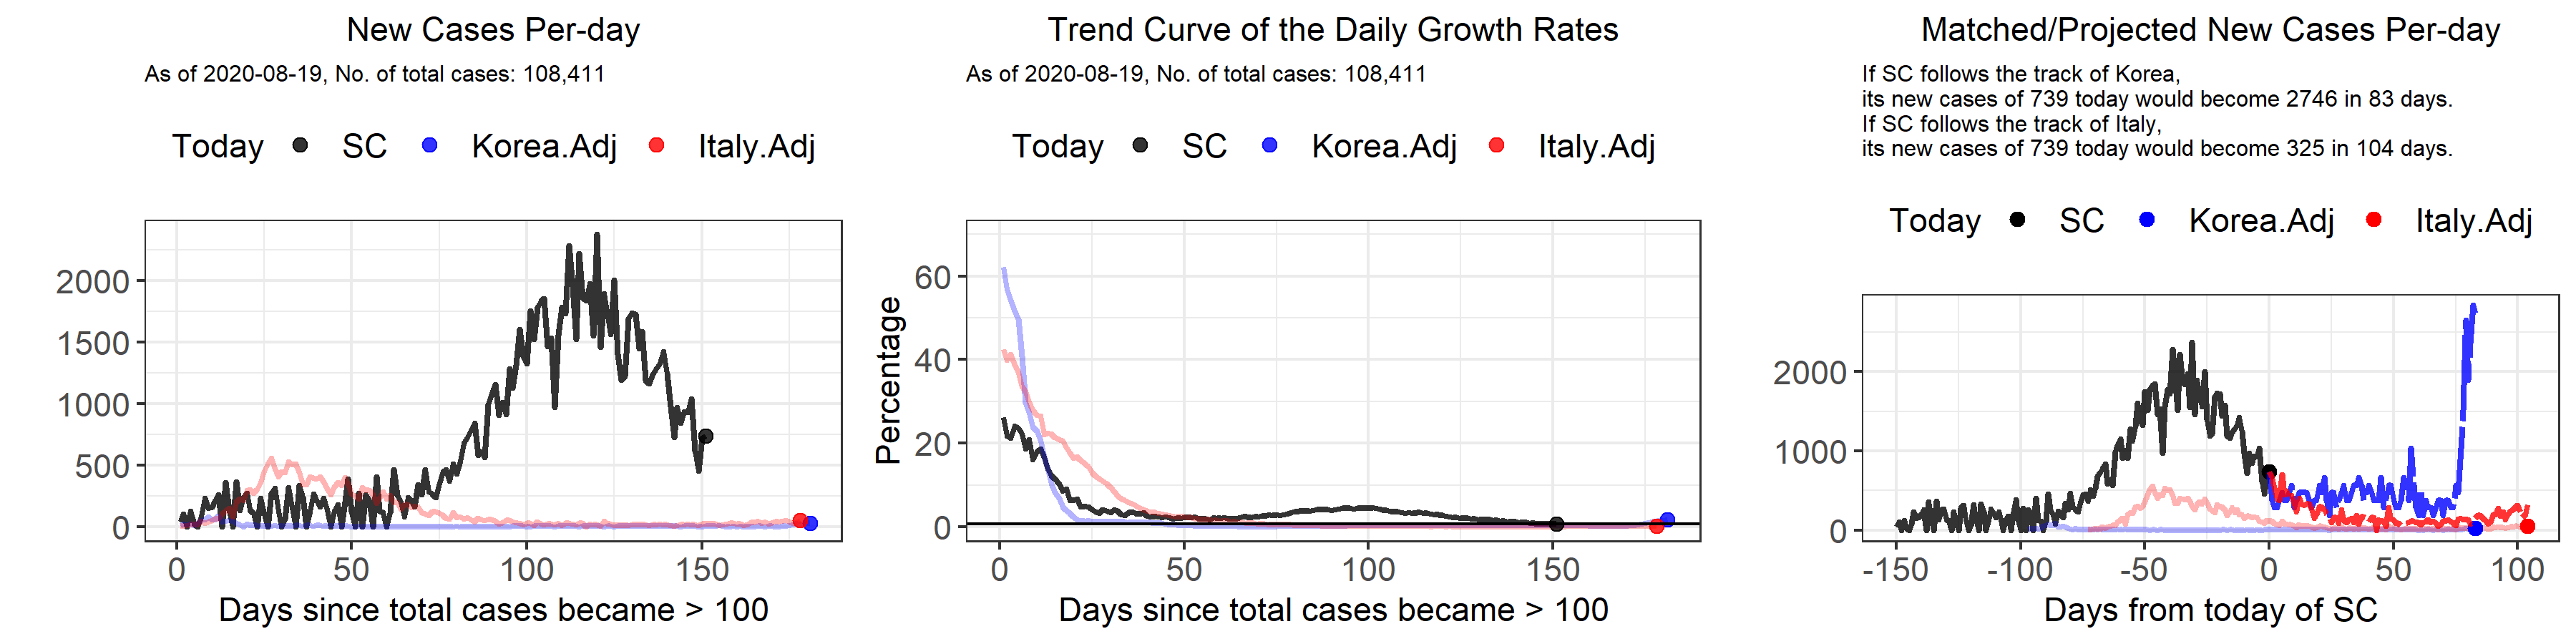 New Cases Per-day
As of 2020-08-19, No. of total cases: 108,411
Today SC Korea.Adj Italy.Adj
2000
1500
1000
500
0
0 50 100 150
Days since total cases became > 100
Trend Curve of the Daily Growth Rates
As of 2020-08-19, No. of total cases: 108,411
Today SC Korea.Adj Italy.Adj
Percentage
60
40
20
0
0 50 100 150
Days since total cases became > 100
Matched/Projected New Cases Per-day
If SC follows the track of Korea,
its new cases of 739 today would become 2746 in 83 days.
If SC follows the track of Italy,
its new cases of 739 today would become 325 in 104 days.
Today SC Korea.Adj Italy.Adj
2000
1000
0
-150 -100 -50 0 50 100
Days from today of SC